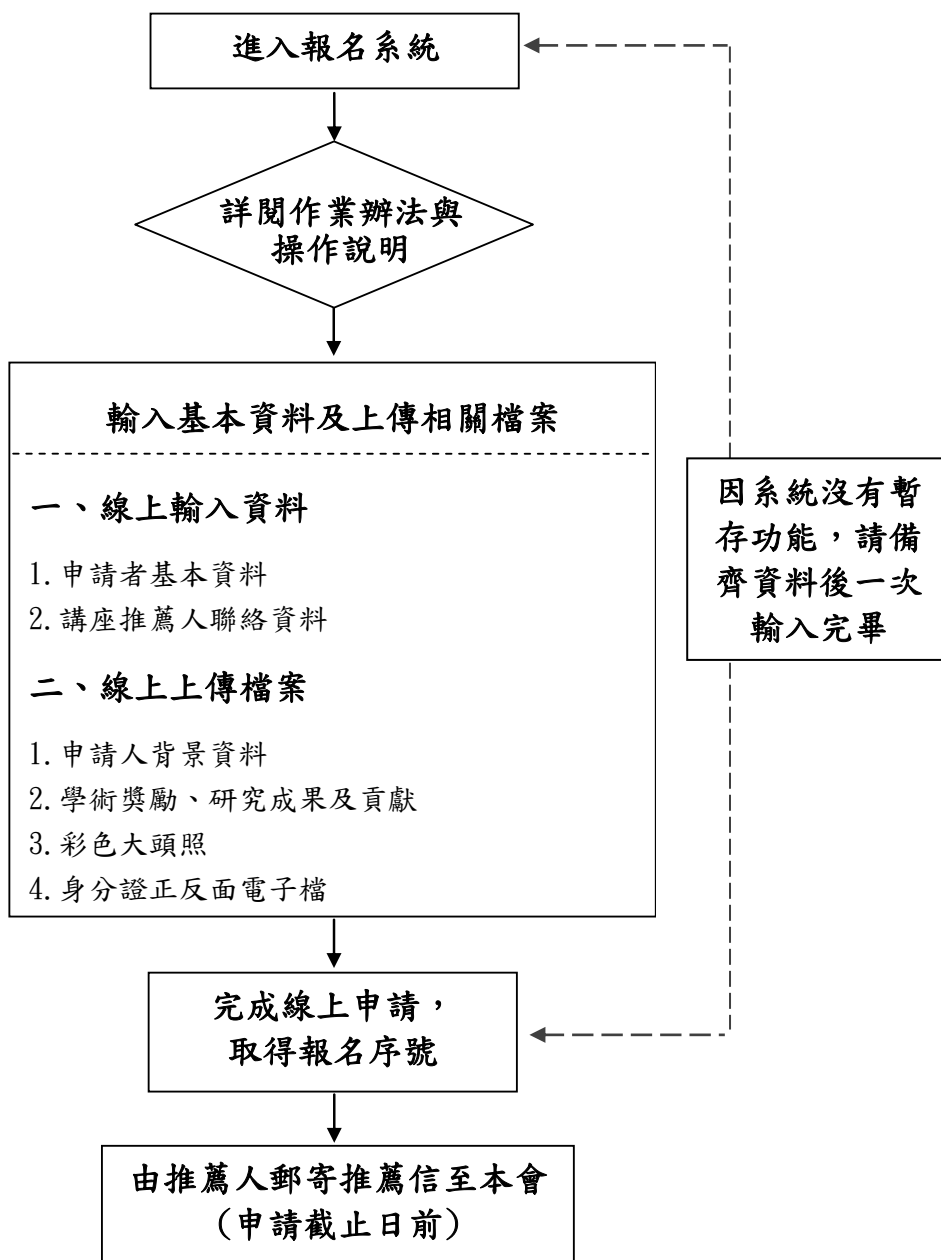 進入報名系統
詳閱作業辦法與
操作說明
輸入基本資料及上傳相關檔案
一、線上輸入資料
1.申請者基本資料
2.講座推薦人聯絡資料
二、線上上傳檔案
1.申請人背景資料
2.學術獎勵、研究成果及貢獻
3.彩色大頭照
4.身分證正反面電子檔
因系統沒有暫
存功能，請備
齊資料後一次
輸入完畢
完成線上申請，
取得報名序號
由推薦人郵寄推薦信至本會
(申請截止日前)